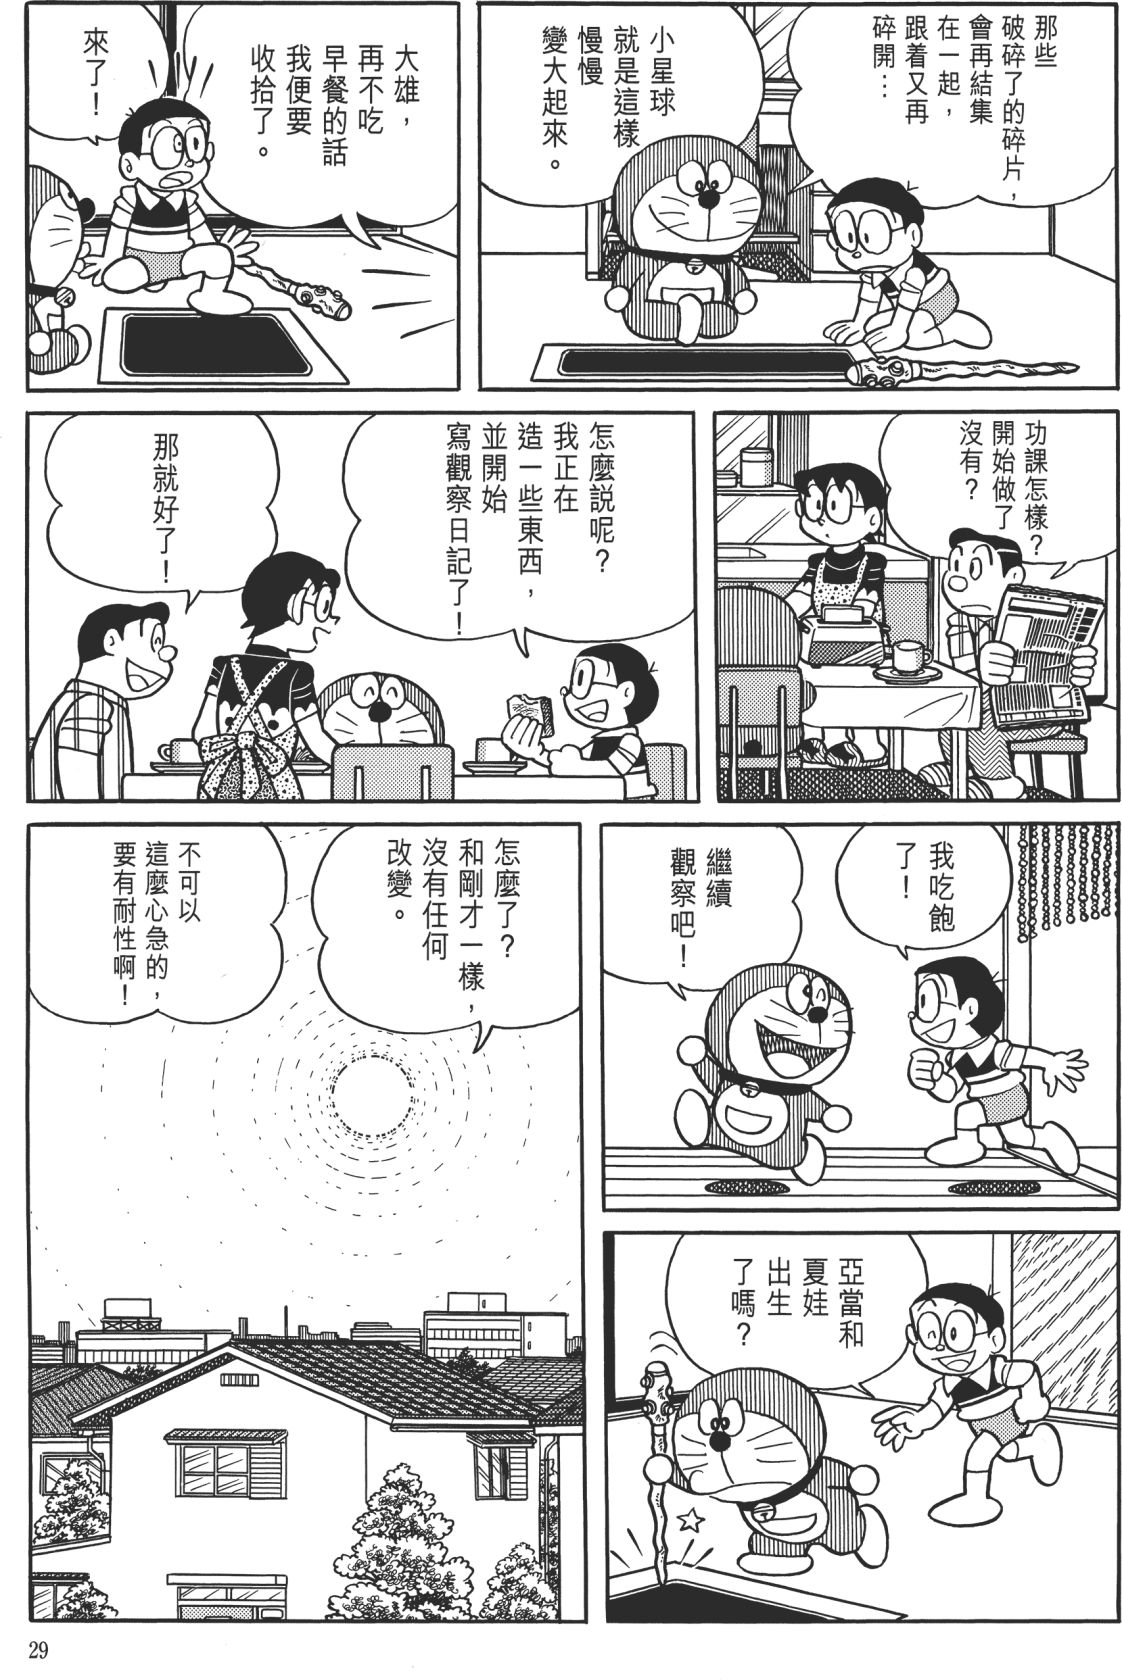 那些
破碎了的碎片，
會再結集
在一起，
跟着又再
碎開…
小星球
就是這樣
慢慢
變大起來。
大雄，
再不吃
早餐的話
我便要
收拾了。
來了！
功課怎樣？
開始做了
沒有？
怎麼説呢？
我正在
造一些東西，
並開始
寫觀察日記了！
那就好了！
我吃飽
了！
繼續
觀察吧！
亞當和
夏娃
出生
了嗎？
怎麼了？
和剛才一樣，
沒有任何
改變。
不可以
這麼心急的，
要有耐性啊！
29